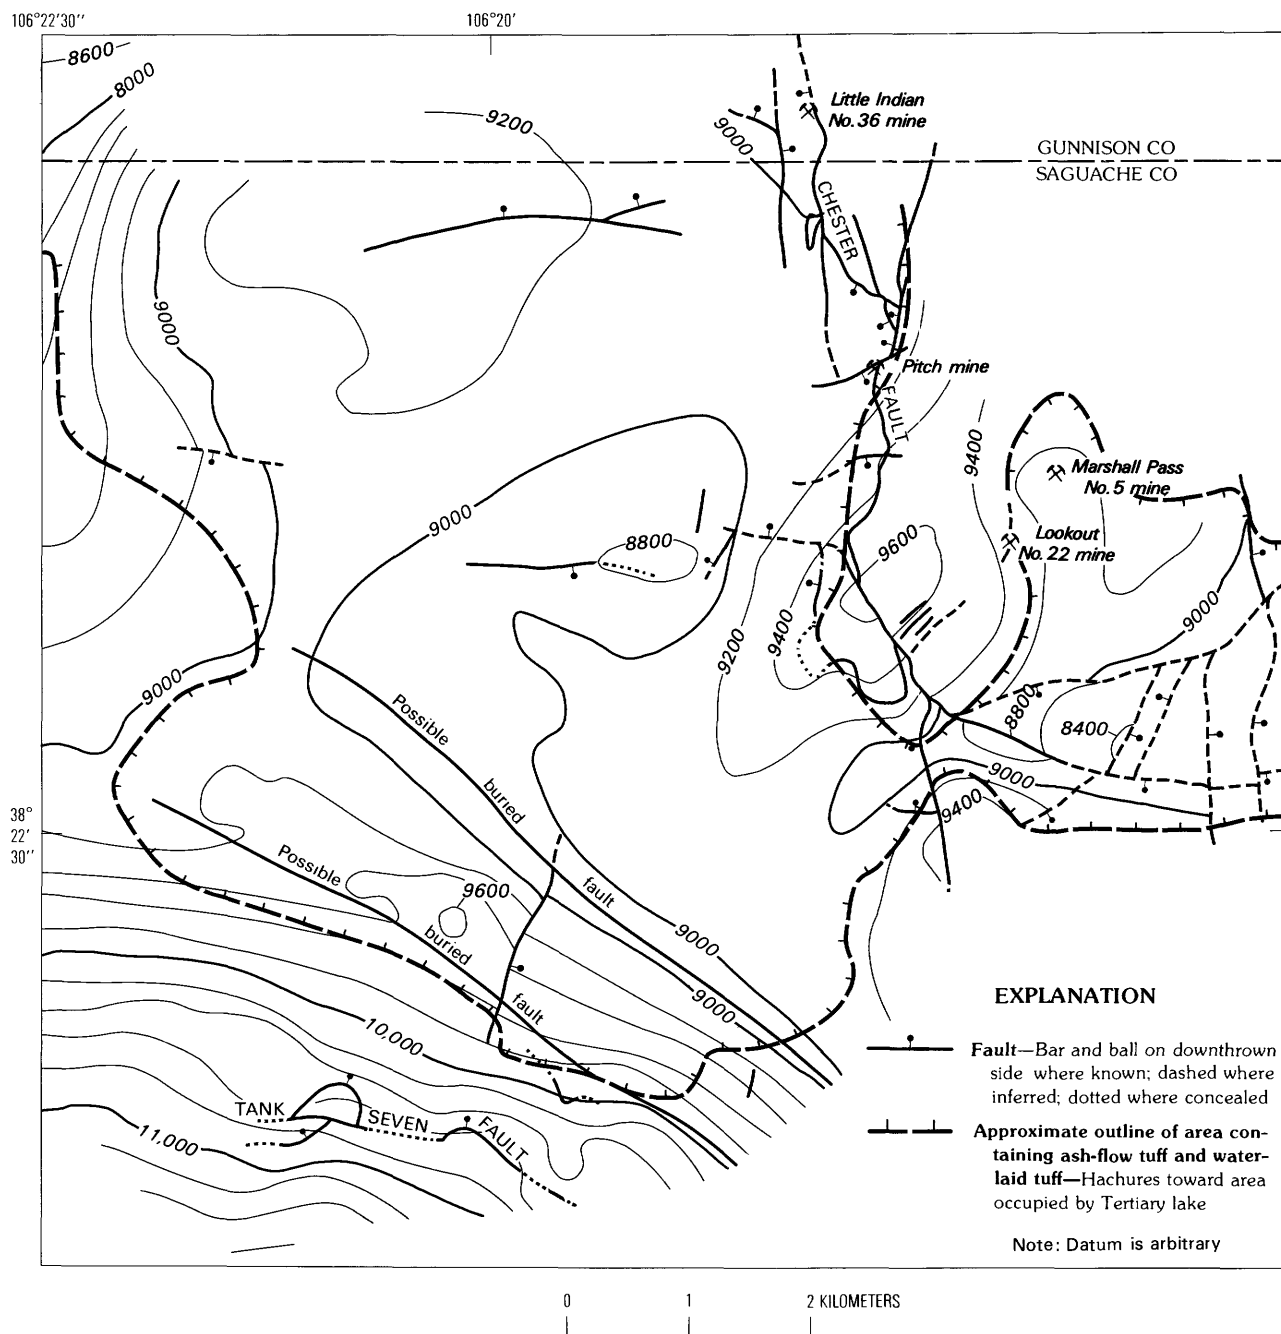 106°22'30"
106°20'
8600
8000
9200
Little Indian
No. 36 mine
9000
GUNNISON CO
SAGUACHE CO
CHESTER
9000
Pitch mine
FAULT
9400
Marshall Pass
No. 5 mine
9000
8800
9600
Lookout
No. 22 mine
9000
9200
9400
9000
Possible
buried
fault
8800
8400
9000
9400
38°
22'
30"
Possible
buried
fault
9600
9000
9000
10,000
TANK
SEVEN
FAULT
11,000
EXPLANATION
Fault—Bar and ball on downthrown
side where known; dashed where
inferred; dotted where concealed
Approximate outline of area con-
taining ash-flow tuff and water-
laid tuff—Hachures toward area
occupied by Tertiary lake
Note: Datum is arbitrary
0 1 2 KILOMETERS